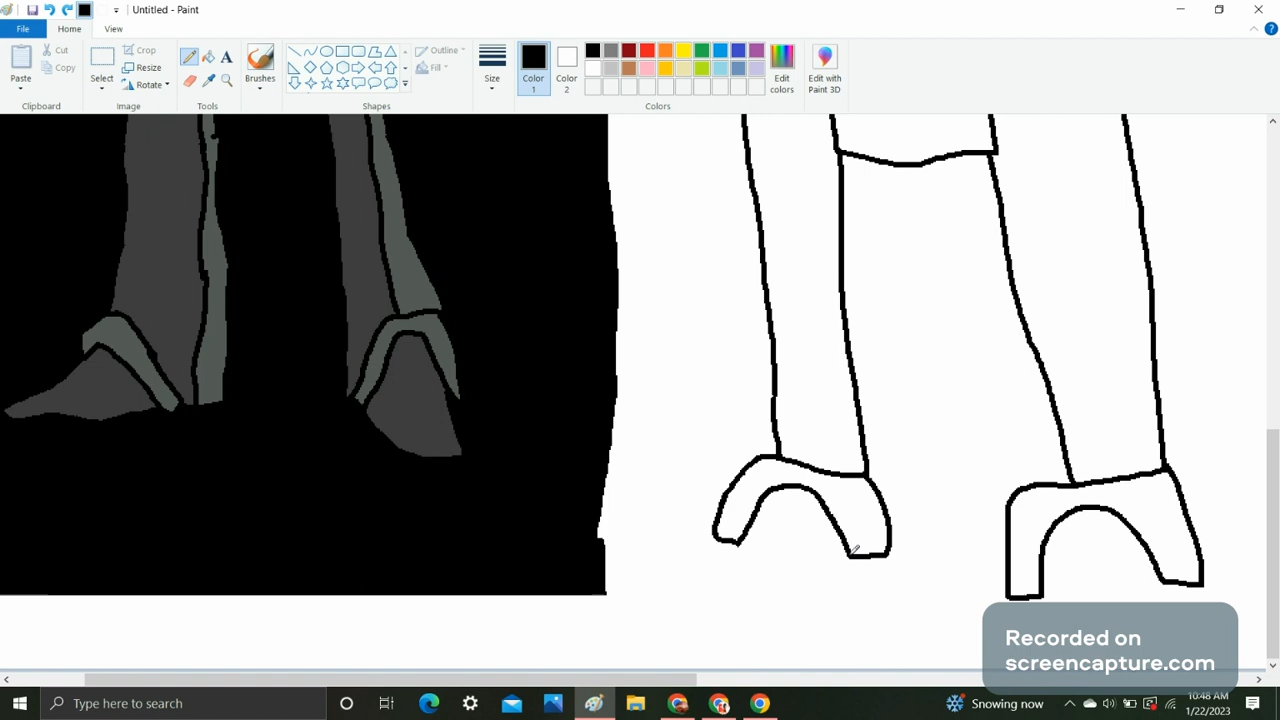 Untitled - Paint
File
Home
View
Paste
Cut
Copy
Clipboard
Select
Crop
Resize
Rotate
Image
Tools
Brushes
Shapes
Outline
Fill
Size
Color
1
Color
2
Edit
colors
Colors
Edit with
Paint 3D
Recorded on
screencapture.com
Type here to search
Snowing now
10:48 AM
1/22/2023